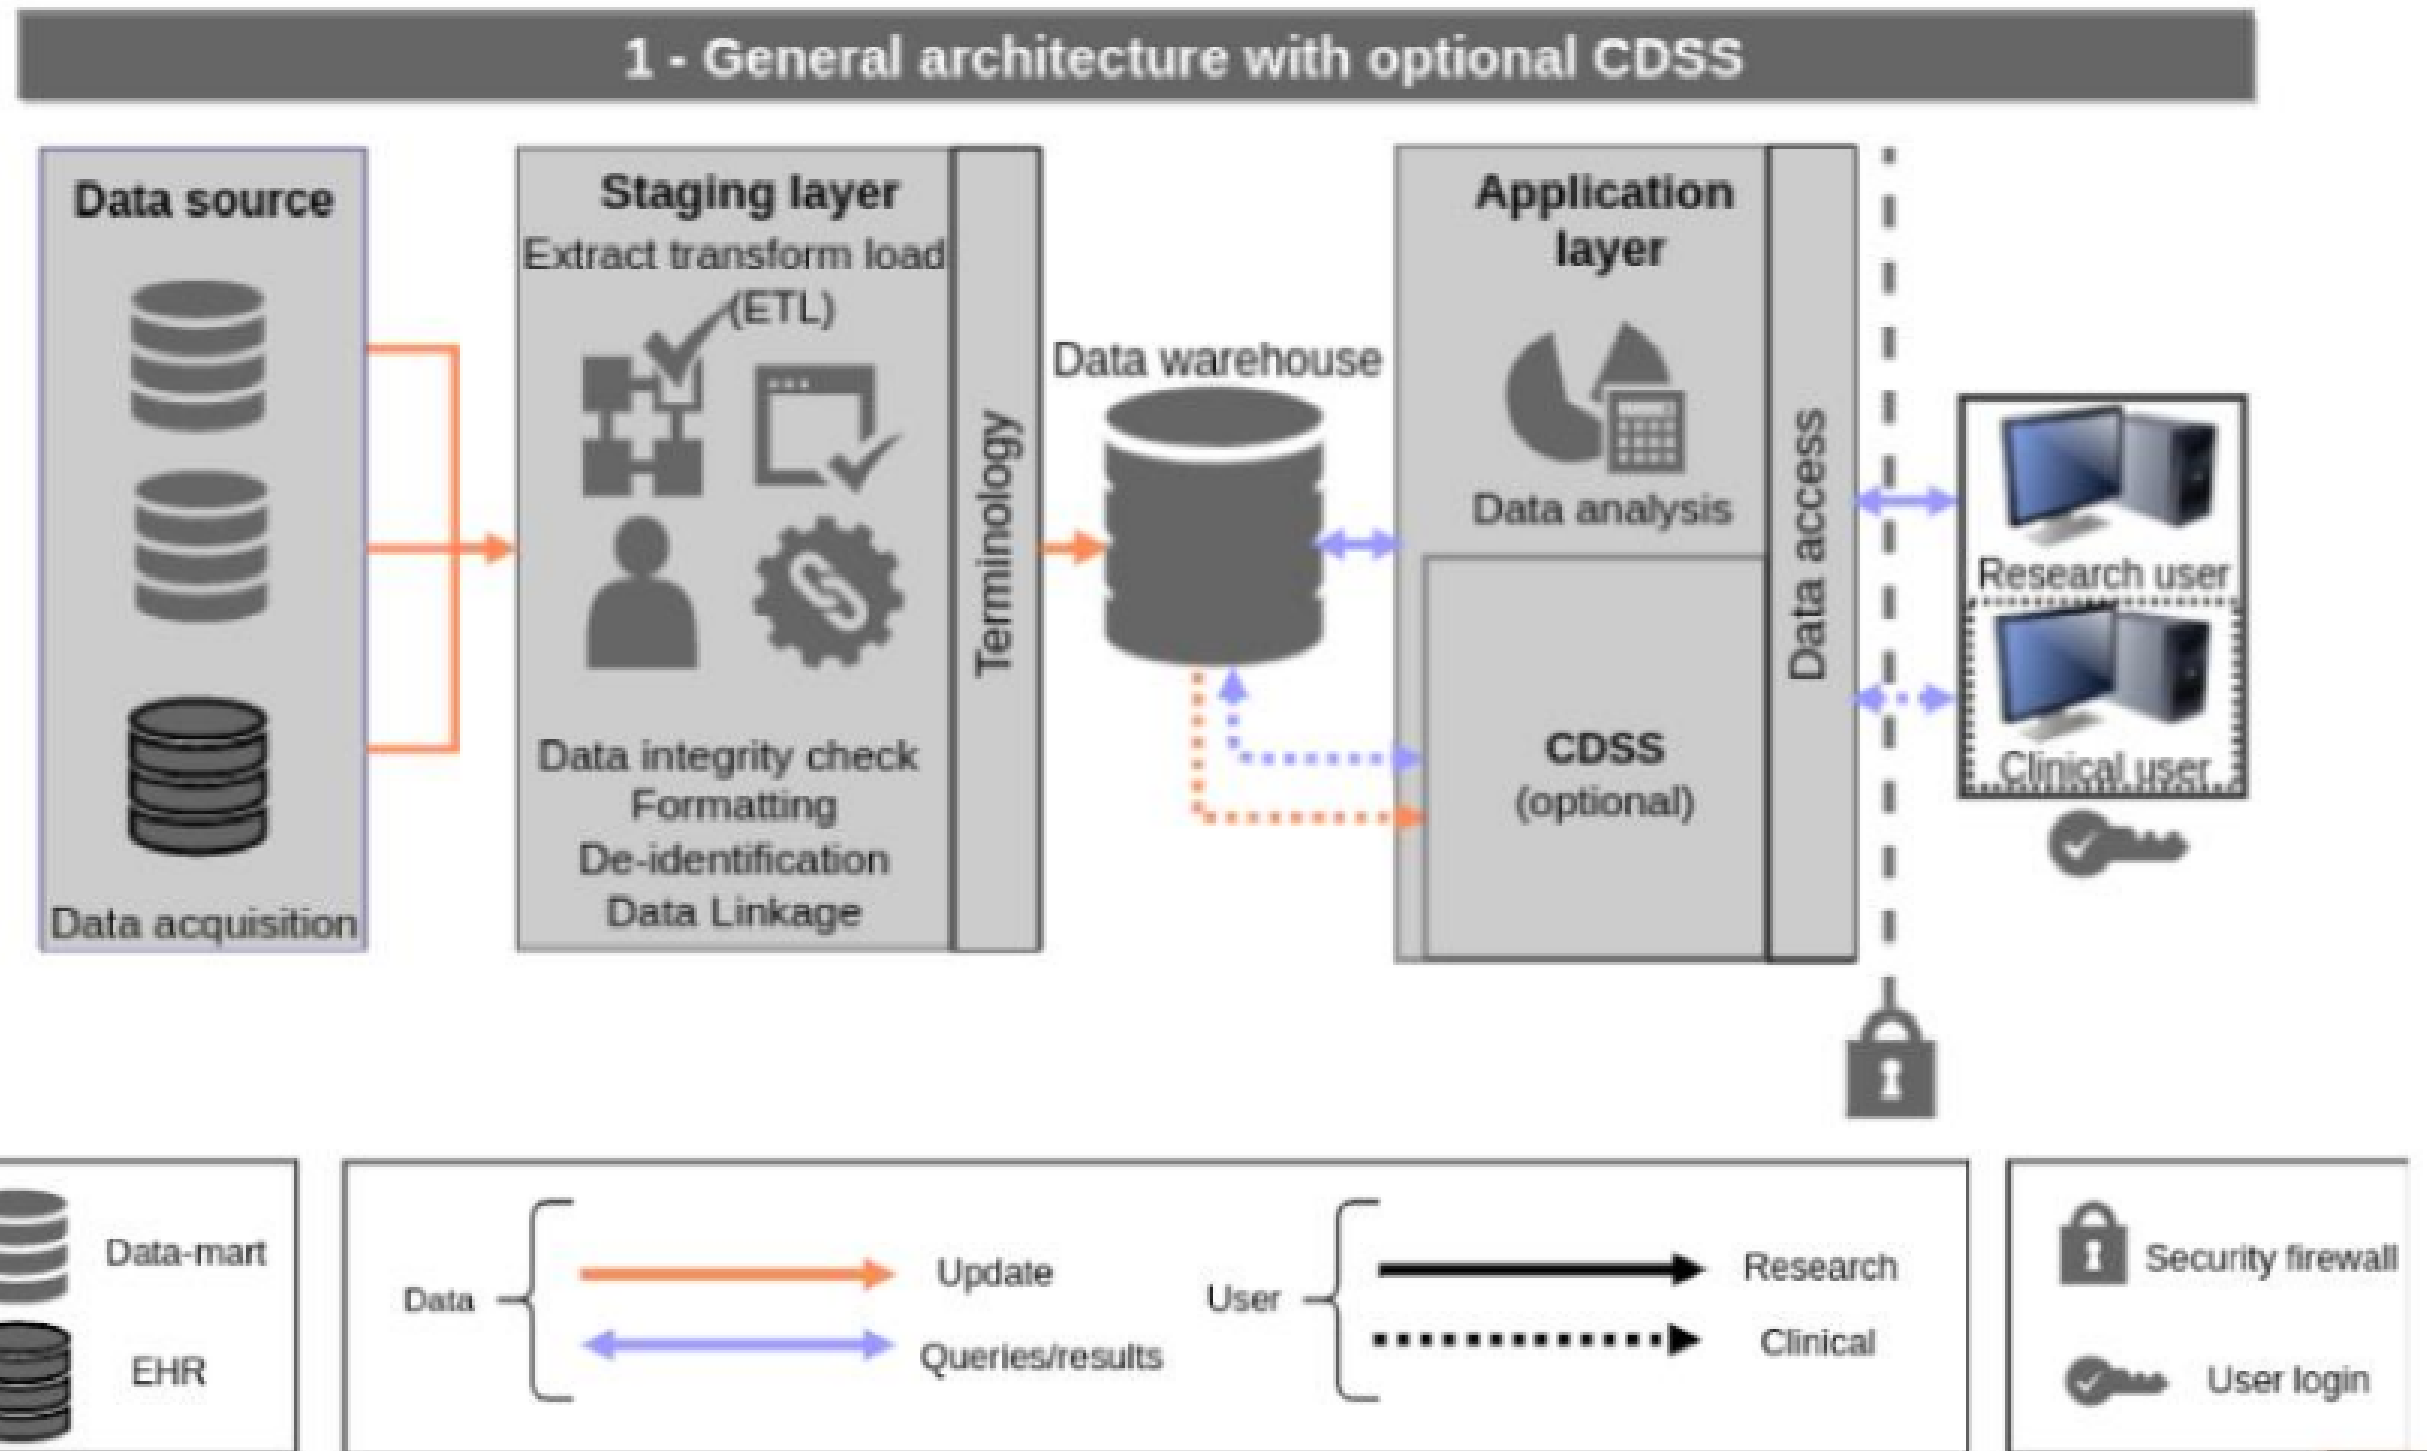 1 - General architecture with optional CDSS
Data source
Data acquisition
Staging layer
Extract transform load
(ETL)
Data integrity check
Formatting
De-identification
Data Linkage
Terminology
Data warehouse
Application
layer
Data analysis
CDSS
(optional)
Data access
Research user
Clinical user
Data-mart
EHR
Data
Update
Queries/results
User
Research
Clinical
Security firewall
User login